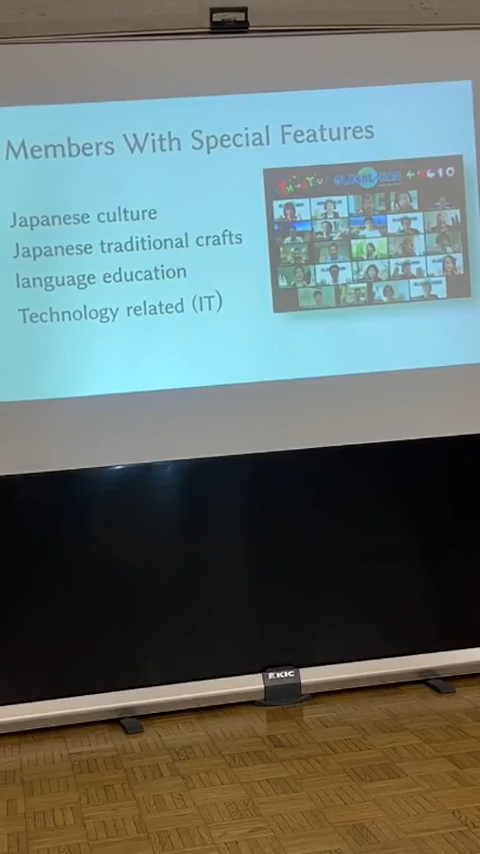 Members With Special Features
Japanese culture
Japanese traditional crafts
language education
Technology related (IT)
KIC